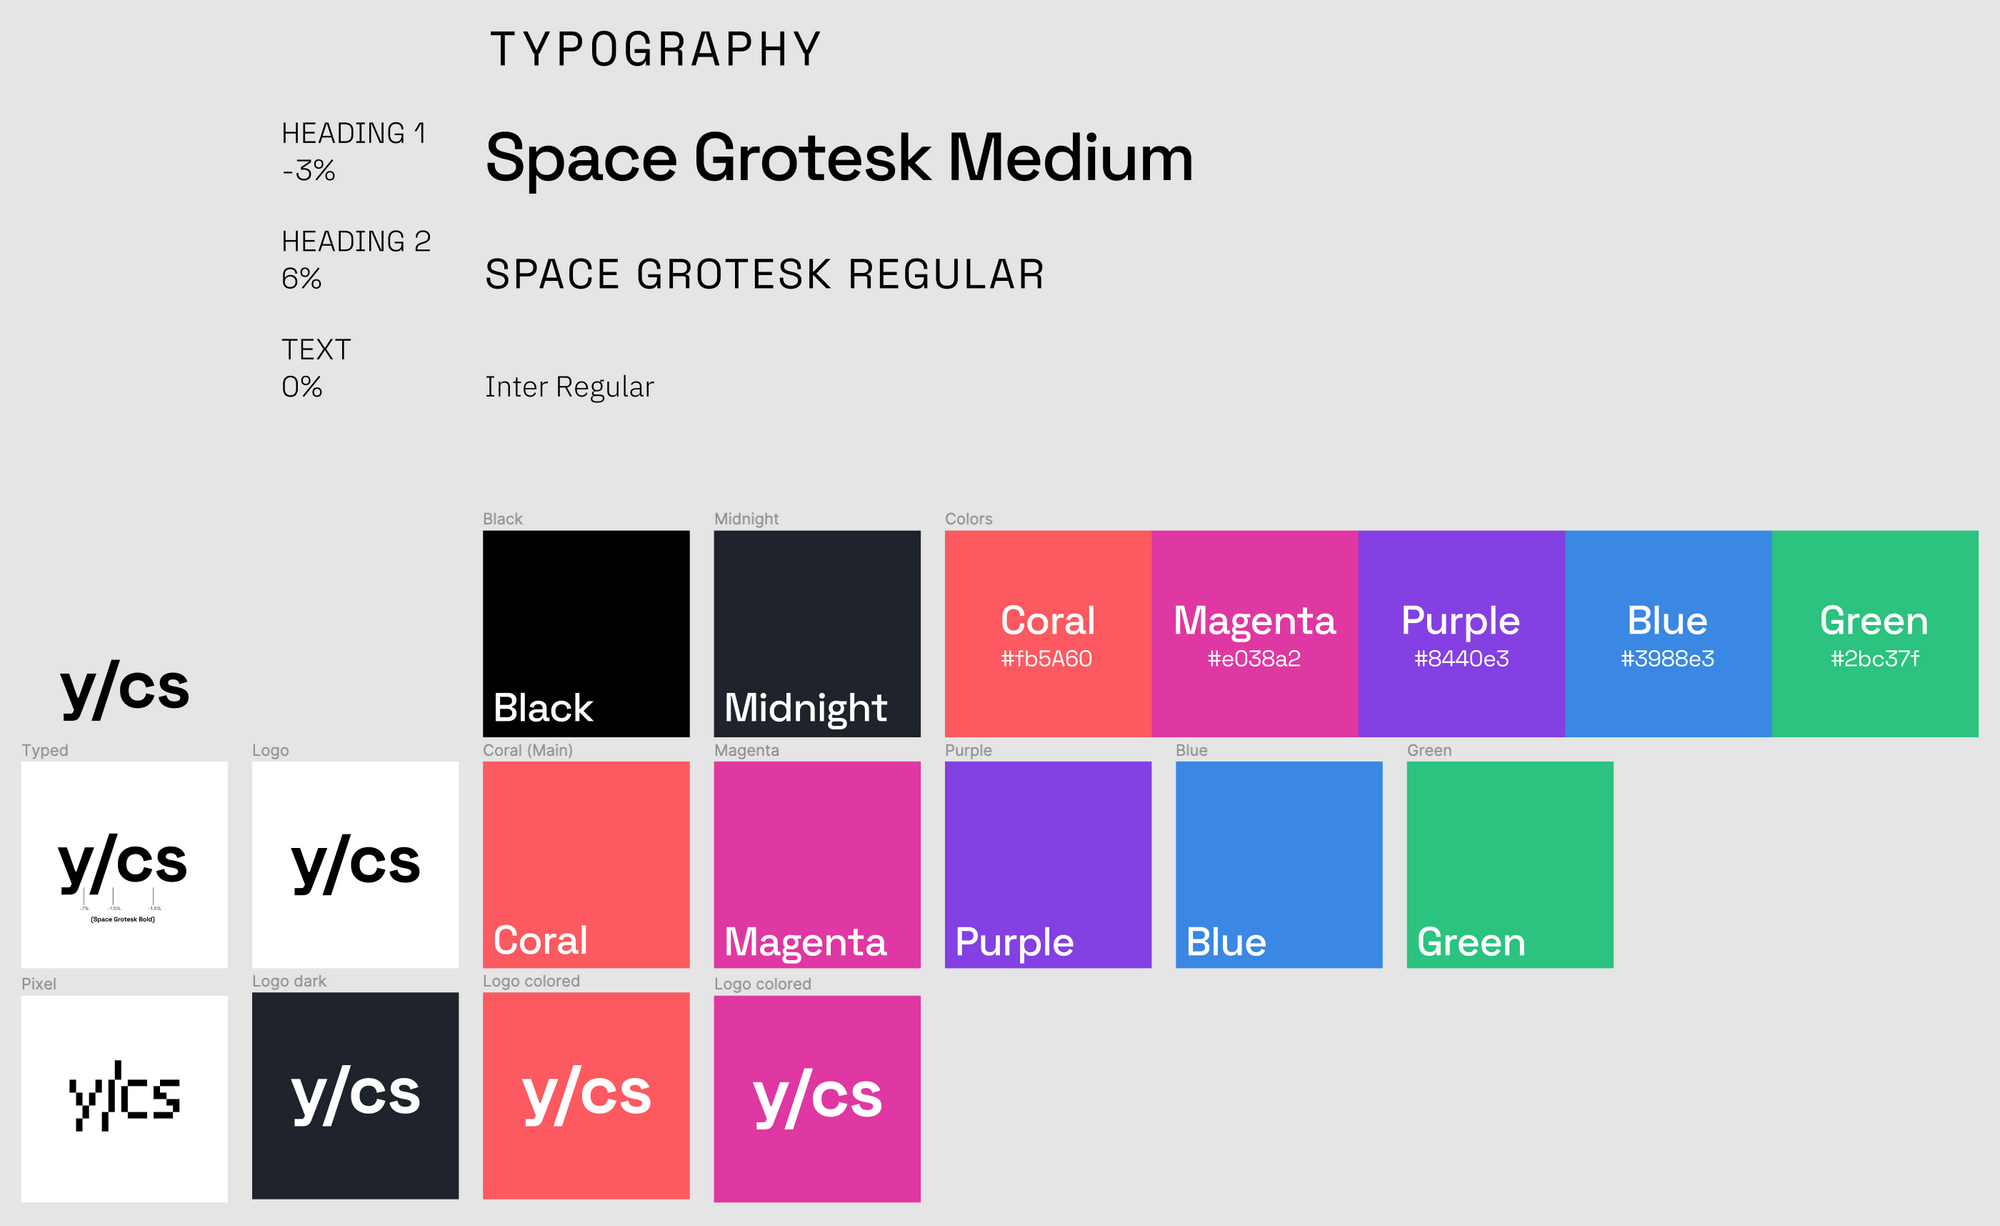 TYPOGRAPHY
HEADING 1
-3%
Space Grotesk Medium
HEADING 2
6%
SPACE GROTESK REGULAR
TEXT
0%
Inter Regular
Black
Midnight
Colors
Black
Midnight
Coral
#fb5A60
Magenta
#e038a2
Purple
#8440e3
Blue
#3988e3
Green
#2bc37f
y/cs
Typed
Logo
Coral (Main)
Magenta
Purple
Blue
Green
y/cs
-7%
-1.5%
-1.5%
(Space Grotesk Bold)
y/cs
Coral
Magenta
Purple
Blue
Green
Pixel
Logo dark
Logo colored
Logo colored
y/cs
y/cs
y/cs
y/cs